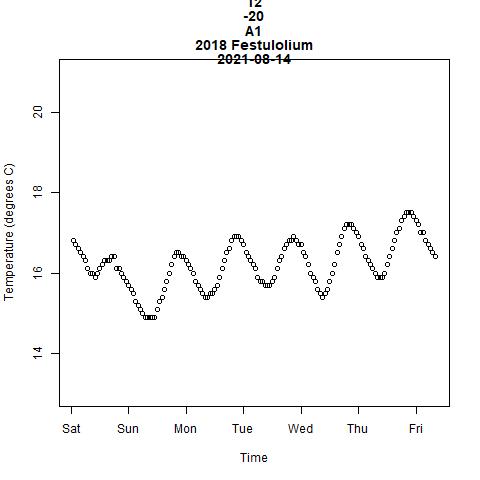 12
-20
A1
2018 Festulolium
2021-08-14
Temperature (degrees C)
20
18
16
14
Sat Sun Mon Tue Wed Thu Fri
Time